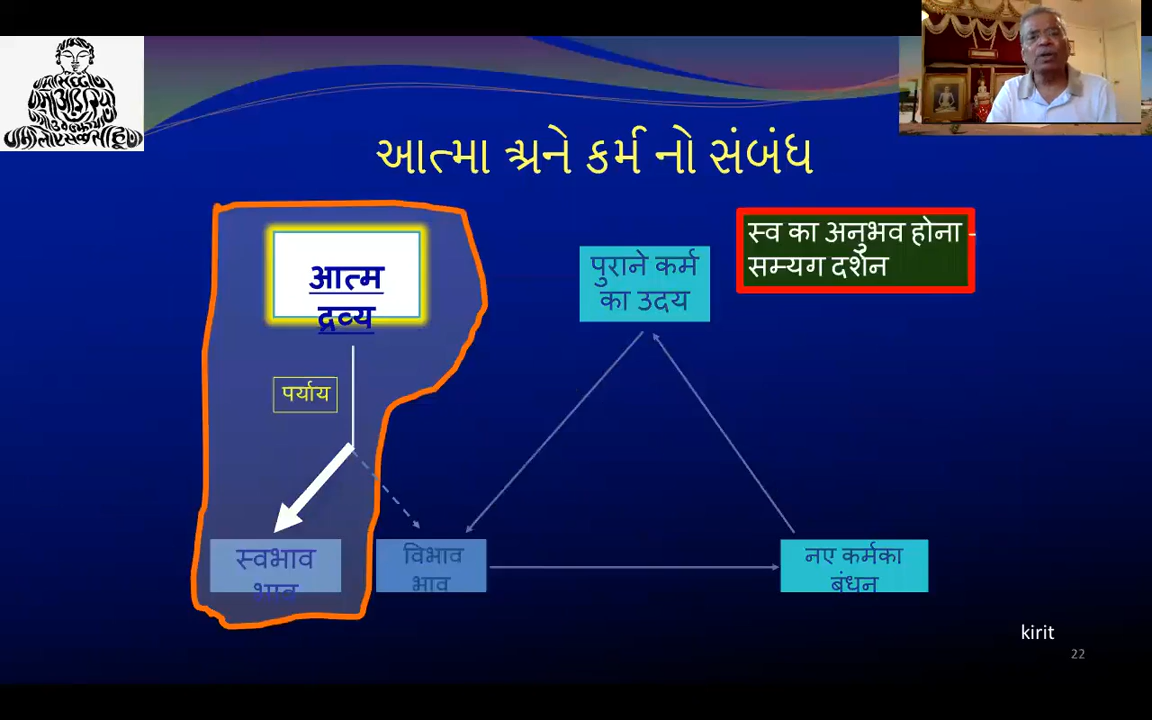 આત્મા અને કર્મ નો સંબંધ
स्व का अनुभव होना -
सम्यग दर्शन
पुराने कर्म
का उदय
आत्म
द्रव्य
पर्याय
स्वभाव
भाव
विभाव
भाव
नए कर्मका
बंधन
kirit
22